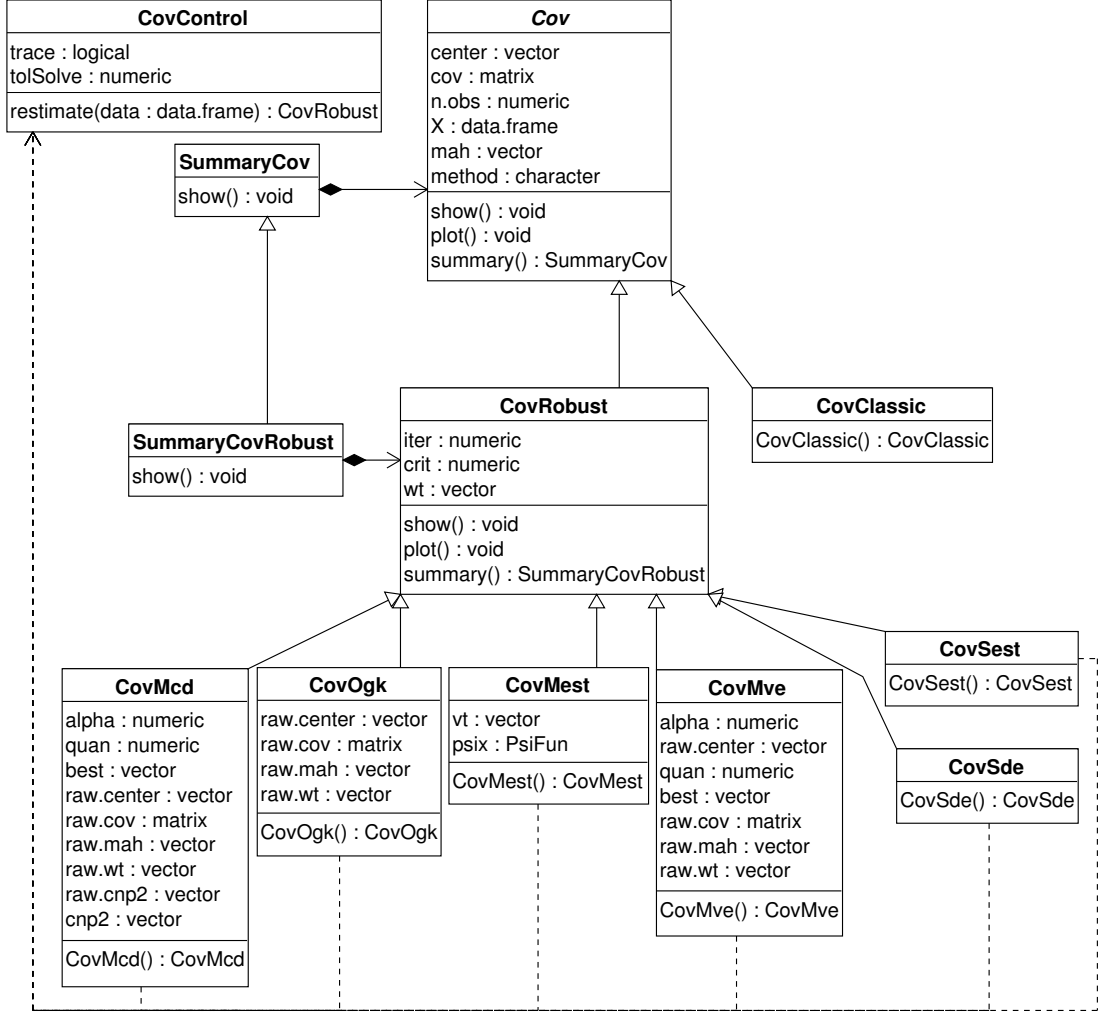 CovControl
trace : logical
tolSolve : numeric
restimate(data : data.frame) : CovRobust
Cov
center : vector
cov : matrix
n.obs : numeric
X : data.frame
mah : vector
method : character
show() : void
plot() : void
summary() : SummaryCov
SummaryCov
show() : void
SummaryCovRobust
show() : void
CovRobust
iter : numeric
crit : numeric
wt : vector
show() : void
plot() : void
summary() : SummaryCovRobust
CovClassic
CovClassic() : CovClassic
CovMcd
alpha : numeric
quan : numeric
best : vector
raw.center : vector
raw.cov : matrix
raw.mah : vector
raw.wt : vector
raw.cnp2 : vector
cnp2 : vector
CovMcd() : CovMcd
CovOgk
raw.center : vector
raw.cov : matrix
raw.mah : vector
raw.wt : vector
CovOgk() : CovOgk
CovMest
vt : vector
psix : PsiFun
CovMest() : CovMest
CovMve
alpha : numeric
raw.center : vector
quan : numeric
best : vector
raw.cov : matrix
raw.mah : vector
raw.wt : vector
CovMve() : CovMve
CovSest
CovSest() : CovSest
CovSde
CovSde() : CovSde